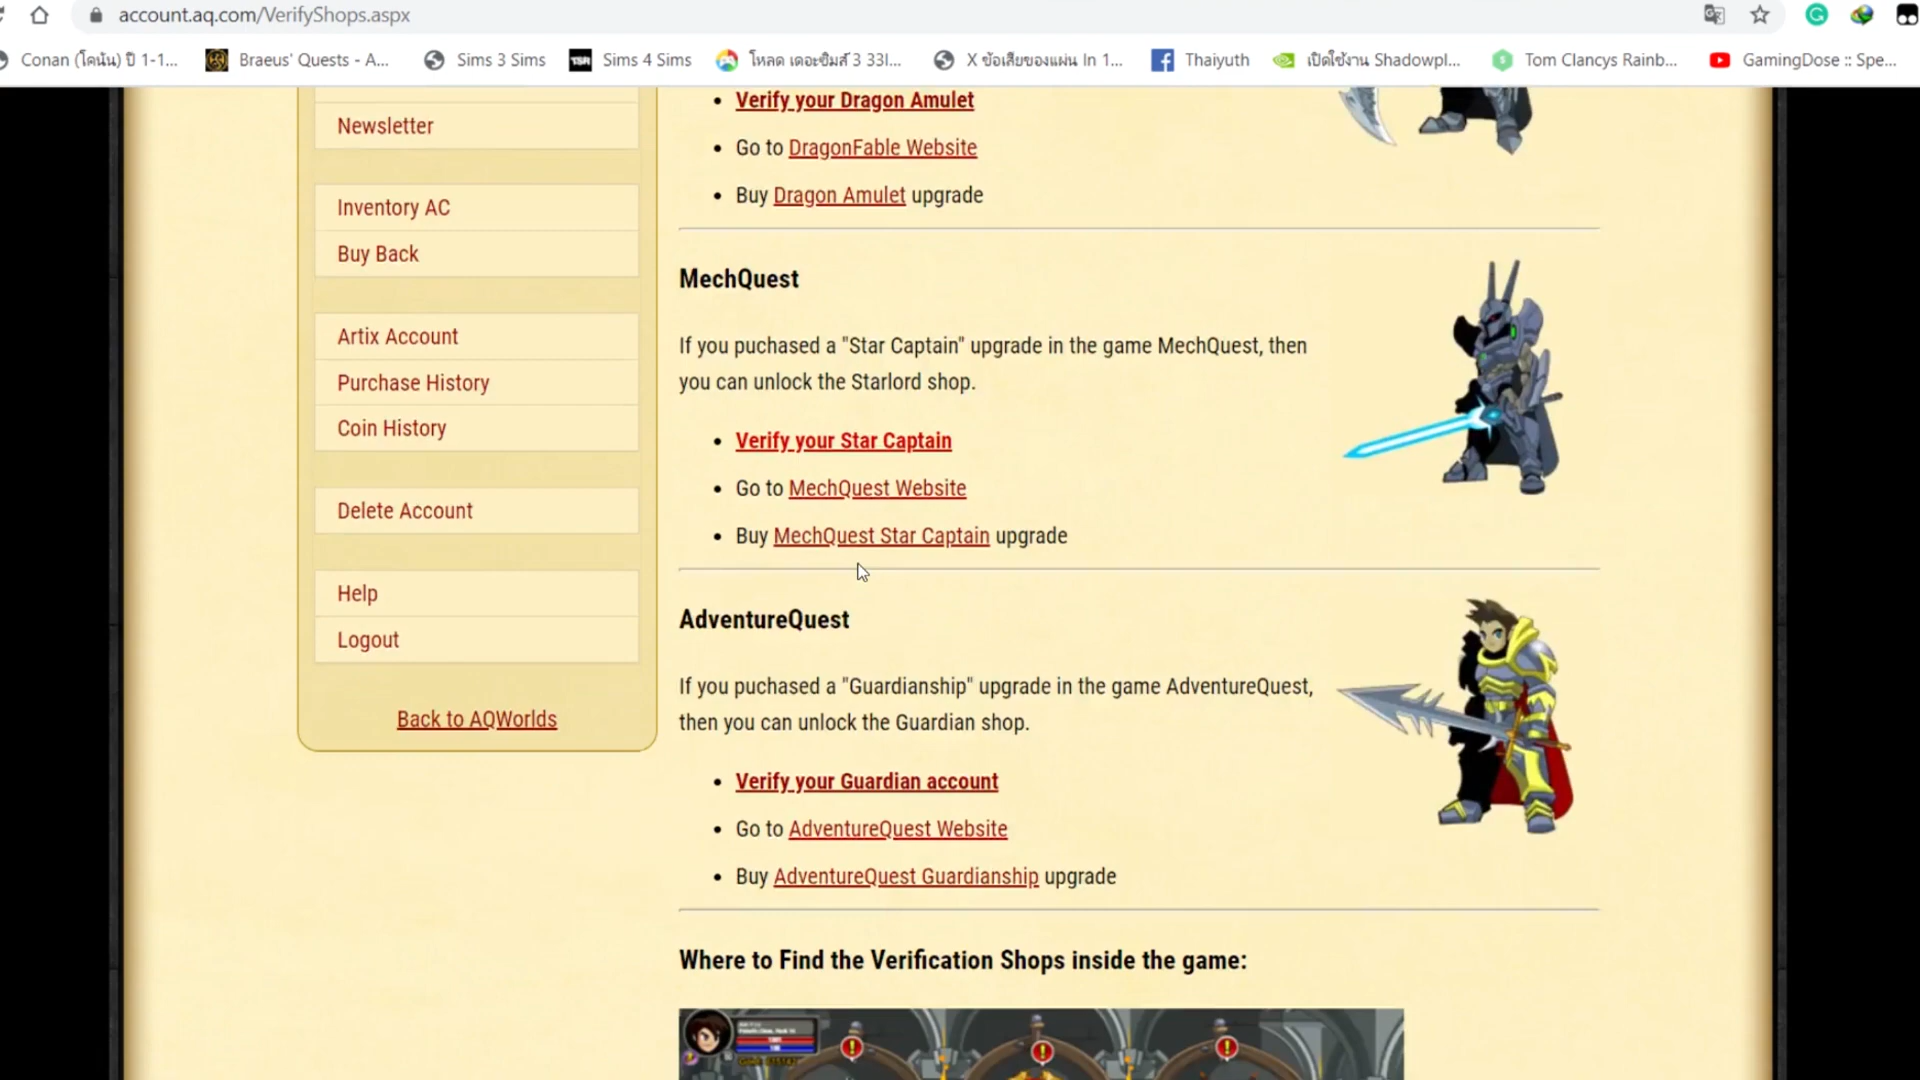 account.aq.com/VerifyShops.aspx
Conan (โคนัน) ปี 1-1...
Braeus' Quests - A...
Sims 3 Sims
TSR
Sims 4 Sims
โหลด เดอะซิมส์ 3 33l...
X ข้อเสียของแผ่น In 1...
Thaiyuth
เปิดใช้งาน Shadowpl...
Tom Clancys Rainb...
GamingDose :: Spe...
Newsletter
Inventory AC
Buy Back
Artix Account
Purchase History
Coin History
Delete Account
Help
Logout
Back to AQWorlds
Verify your Dragon Amulet
Go to DragonFable Website
Buy Dragon Amulet upgrade
MechQuest
If you puchased a "Star Captain" upgrade in the game MechQuest, then
you can unlock the Starlord shop.
Verify your Star Captain
Go to MechQuest Website
Buy MechQuest Star Captain upgrade
AdventureQuest
If you puchased a "Guardianship" upgrade in the game AdventureQuest,
then you can unlock the Guardian shop.
Verify your Guardian account
Go to AdventureQuest Website
Buy AdventureQuest Guardianship upgrade
Where to Find the Verification Shops inside the game: